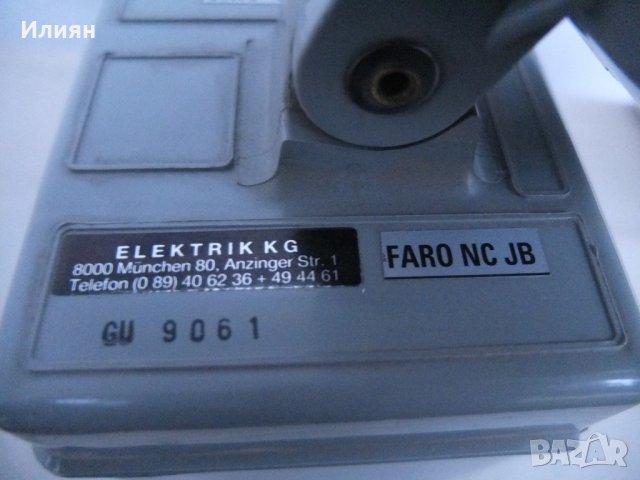 Илиян
ELEKTRIK KG
8000 München 80, Anzinger Str. 1
Telefon (0 89) 40 62 36 + 49 44 61
FARO NC JB
GU 9061
BAZAR